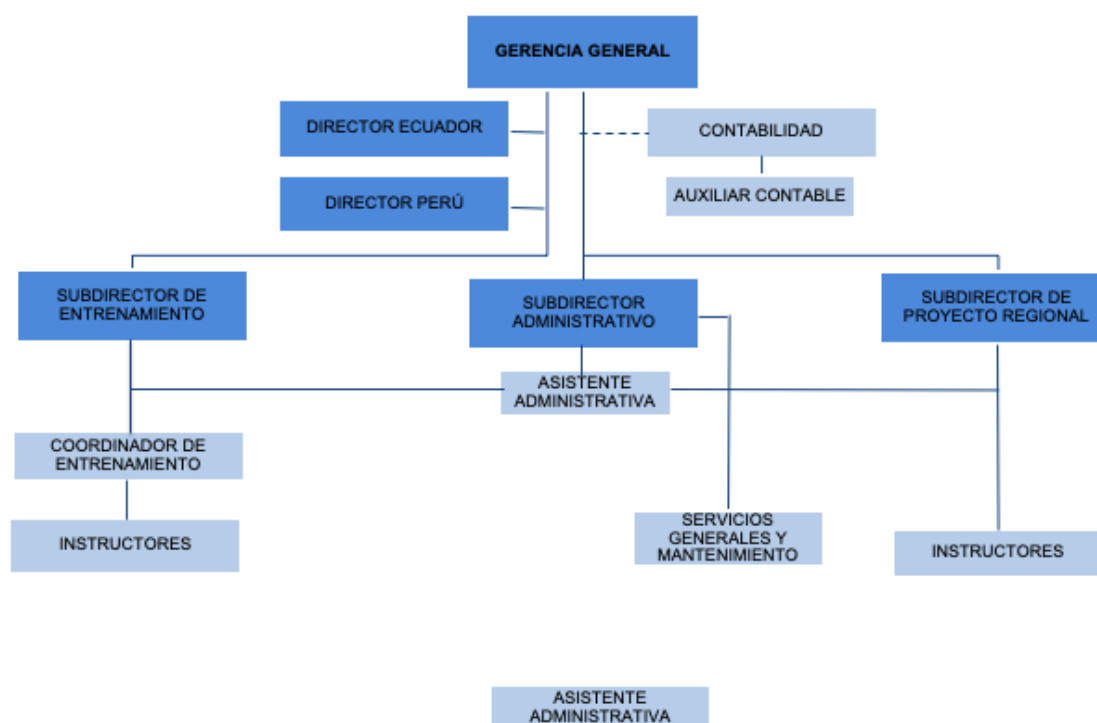 GERENCIA GENERAL
DIRECTOR ECUADOR
CONTABILIDAD
DIRECTOR PERÚ
AUXILIAR CONTABLE
SUBDIRECTOR DE
ENTRENAMIENTO
SUBDIRECTOR
ADMINISTRATIVO
SUBDIRECTOR DE
PROYECTO REGIONAL
ASISTENTE
ADMINISTRATIVA
COORDINADOR DE
ENTRENAMIENTO
INSTRUCTORES
SERVICIOS
GENERALES Y
MANTENIMIENTO
INSTRUCTORES
ASISTENTE
ADMINISTRATIVA